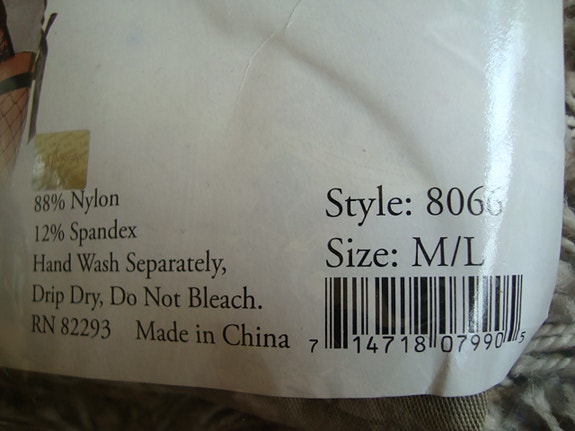 88% Nylon
12% Spandex
Hand Wash Separately,
Drip Dry, Do Not Bleach.
RN 82293 Made in China
Style: 8066
Size: M/L
7 14718 07990 5